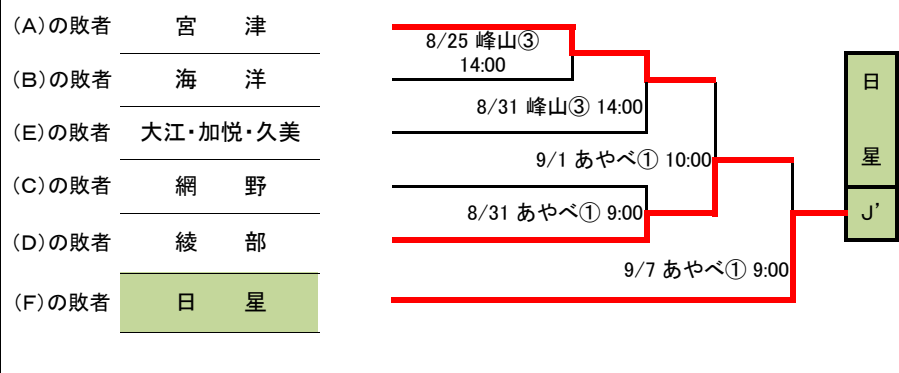 (A)の敗者 宮 津
8/25 峰山③
14:00
(B)の敗者 海 洋
8/31 峰山③ 14:00
(E)の敗者 大江・加悦・久美
9/1 あやべ① 10:00
(C)の敗者 網 野
8/31 あやべ① 9:00
(D)の敗者 綾 部
9/7 あやべ① 9:00
(F)の敗者 日 星
日
星
J’